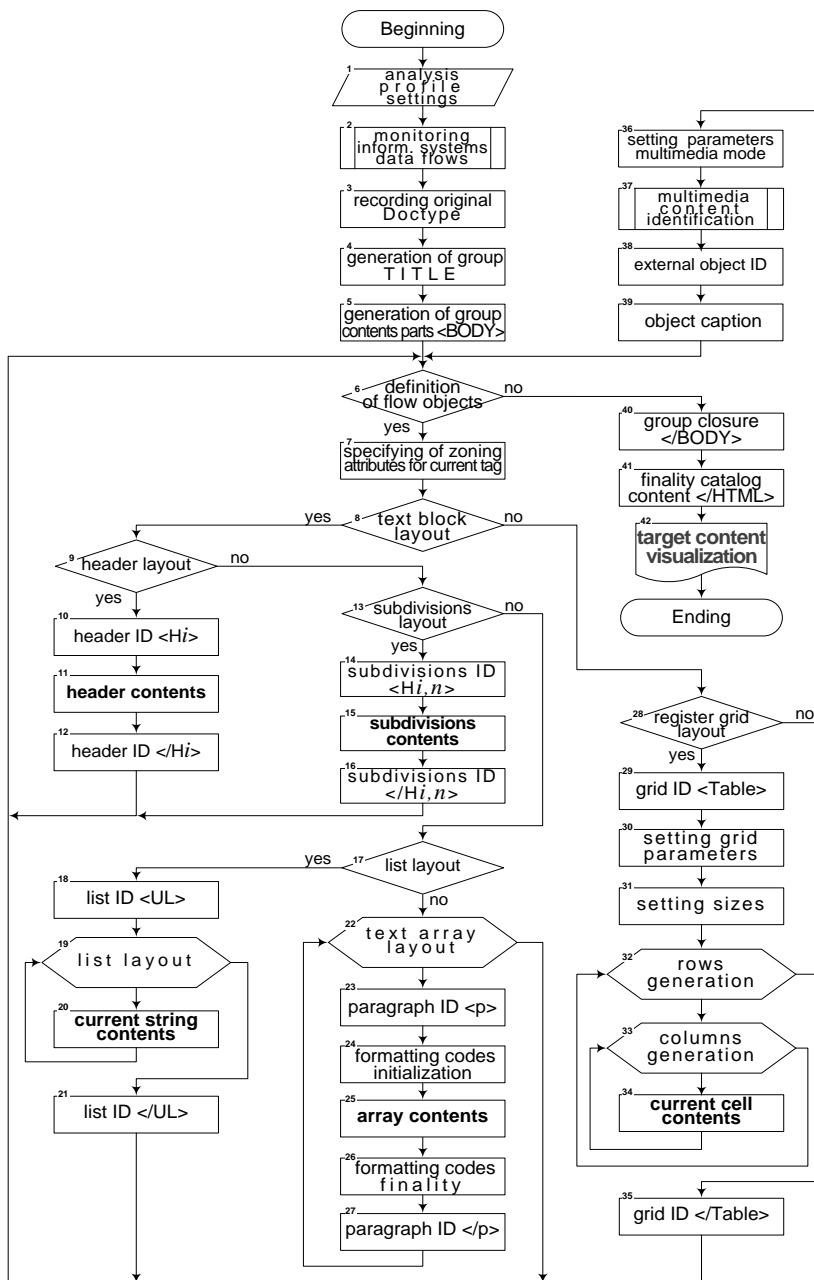 Beginning
1
analysis
profile
settings
2
monitoring
inform. systems
data flows
3
recording original
Doctype
4
generation of group
TITLE
5
generation of group
contents parts <BODY>
6
definition
of flow objects
no
yes
7
specifying of zoning
attributes for current tag
8
text block
layout
yes
no
9
header layout
no
yes
10
header ID <Hi>
11
header contents
12
header ID </Hi>
13
subdivisions
layout
no
yes
14
subdivisions ID
<Hi,n>
15
subdivisions
contents
16
subdivisions ID
</Hi,n>
17
list layout
yes
no
18
list ID <UL>
19
list layout
20
current string
contents
21
list ID </UL>
22
text array
layout
23
paragraph ID <p>
24
formatting codes
initialization
25
array contents
26
formatting codes
finality
27
paragraph ID </p>
28
register grid
layout
no
yes
29
grid ID <Table>
30
setting grid
parameters
31
setting sizes
32
rows
generation
33
columns
generation
34
current cell
contents
35
grid ID </Table>
36
setting parameters
multimedia mode
37
multimedia
content
identification
38
external object ID
39
object caption
40
group closure
</BODY>
41
finality catalog
content </HTML>
42
target content
visualization
Ending